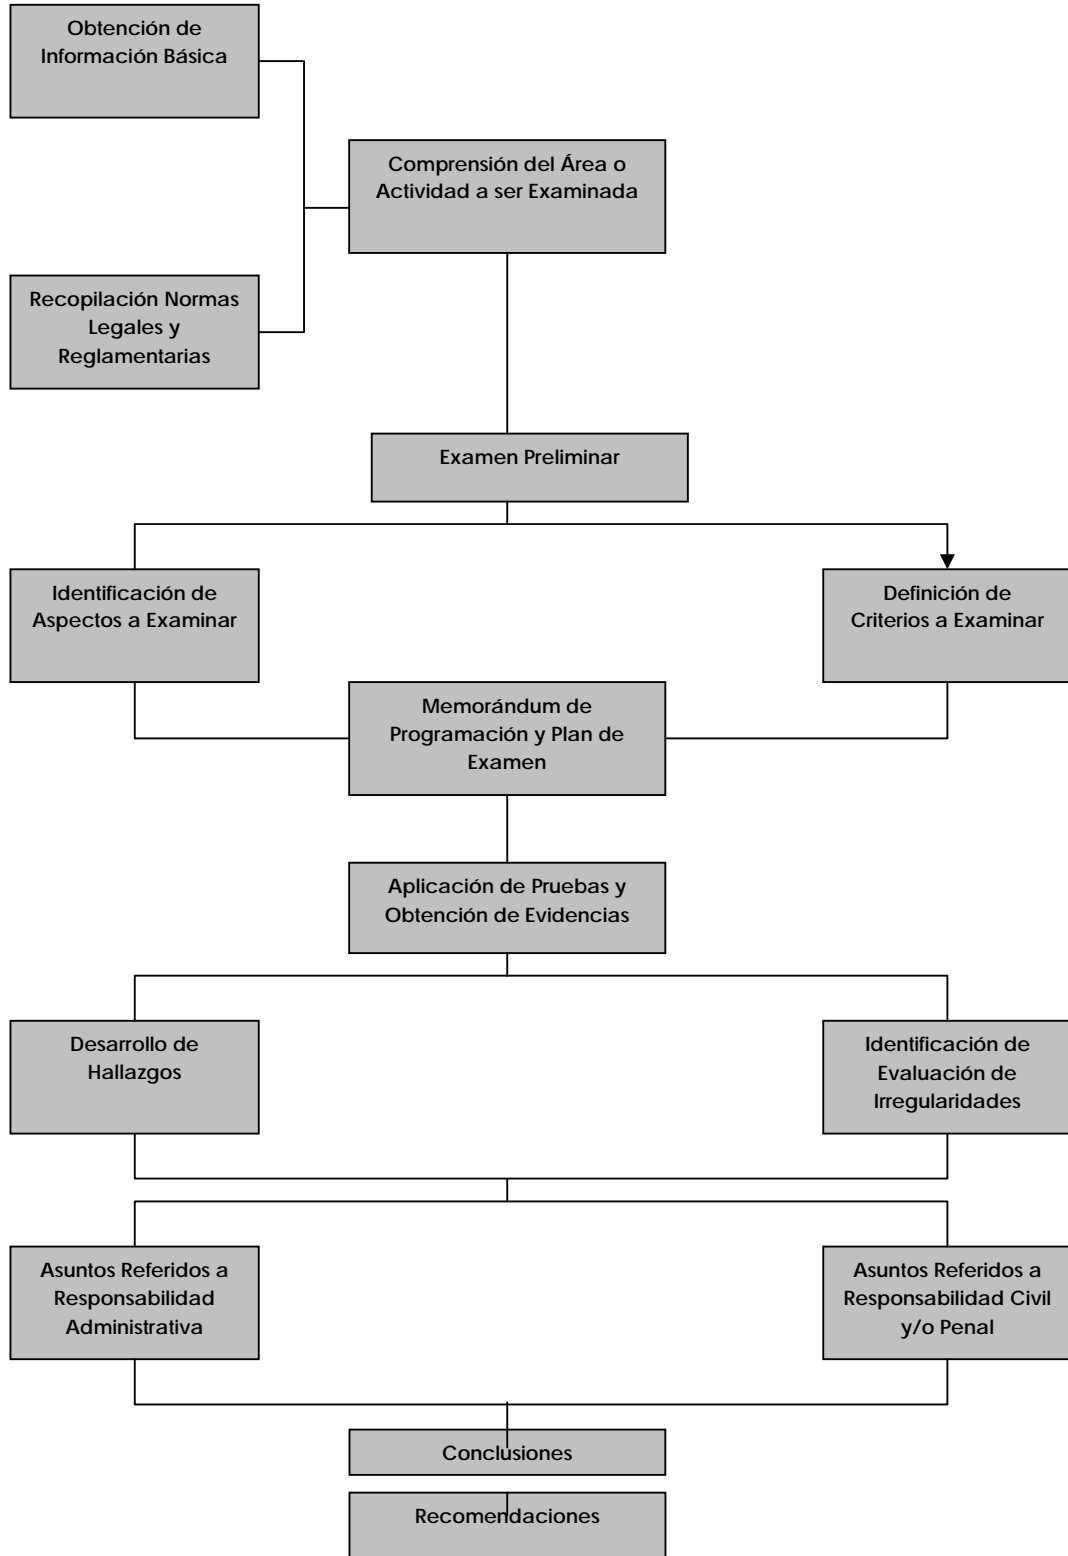 Obtención de
Información Básica
Comprensión del Área o
Actividad a ser Examinada
Recopilación Normas
Legales y
Reglamentarias
Examen Preliminar
Identificación de
Aspectos a Examinar
Definición de
Criterios a Examinar
Memorándum de
Programación y Plan de
Examen
Aplicación de Pruebas y
Obtención de Evidencias
Desarrollo de
Hallazgos
Identificación de
Evaluación de
Irregularidades
Asuntos Referidos a
Responsabilidad
Administrativa
Asuntos Referidos a
Responsabilidad Civil
y/o Penal
Conclusiones
Recomendaciones